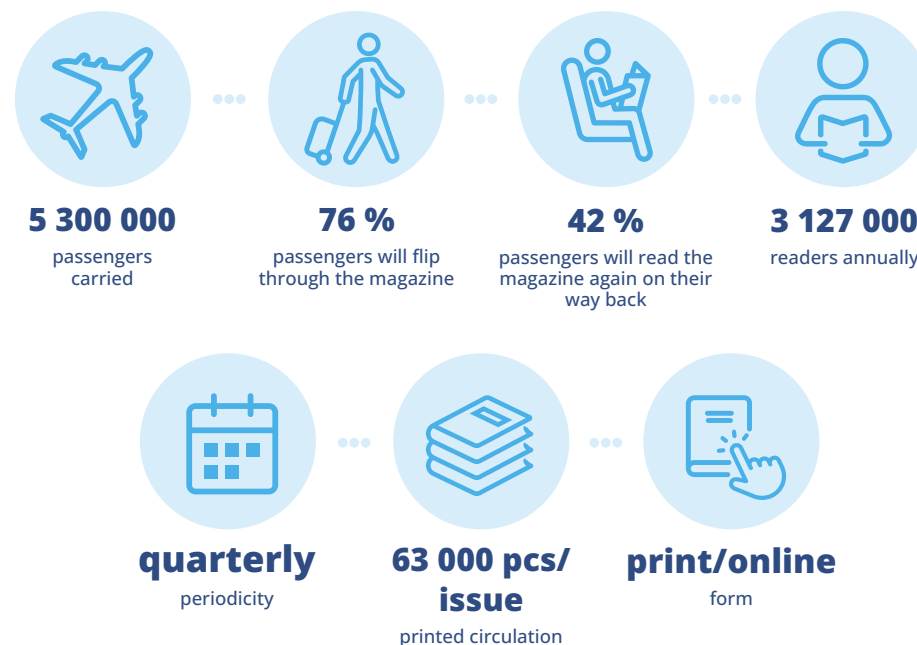 5 300 000
passengers
carried
76 %
passengers will flip
through the magazine
42 %
passengers will read the
magazine again on their
way back
3 127 000
readers annually
quarterly
periodicity
63 000 pcs/
issue
printed circulation
print/online
form